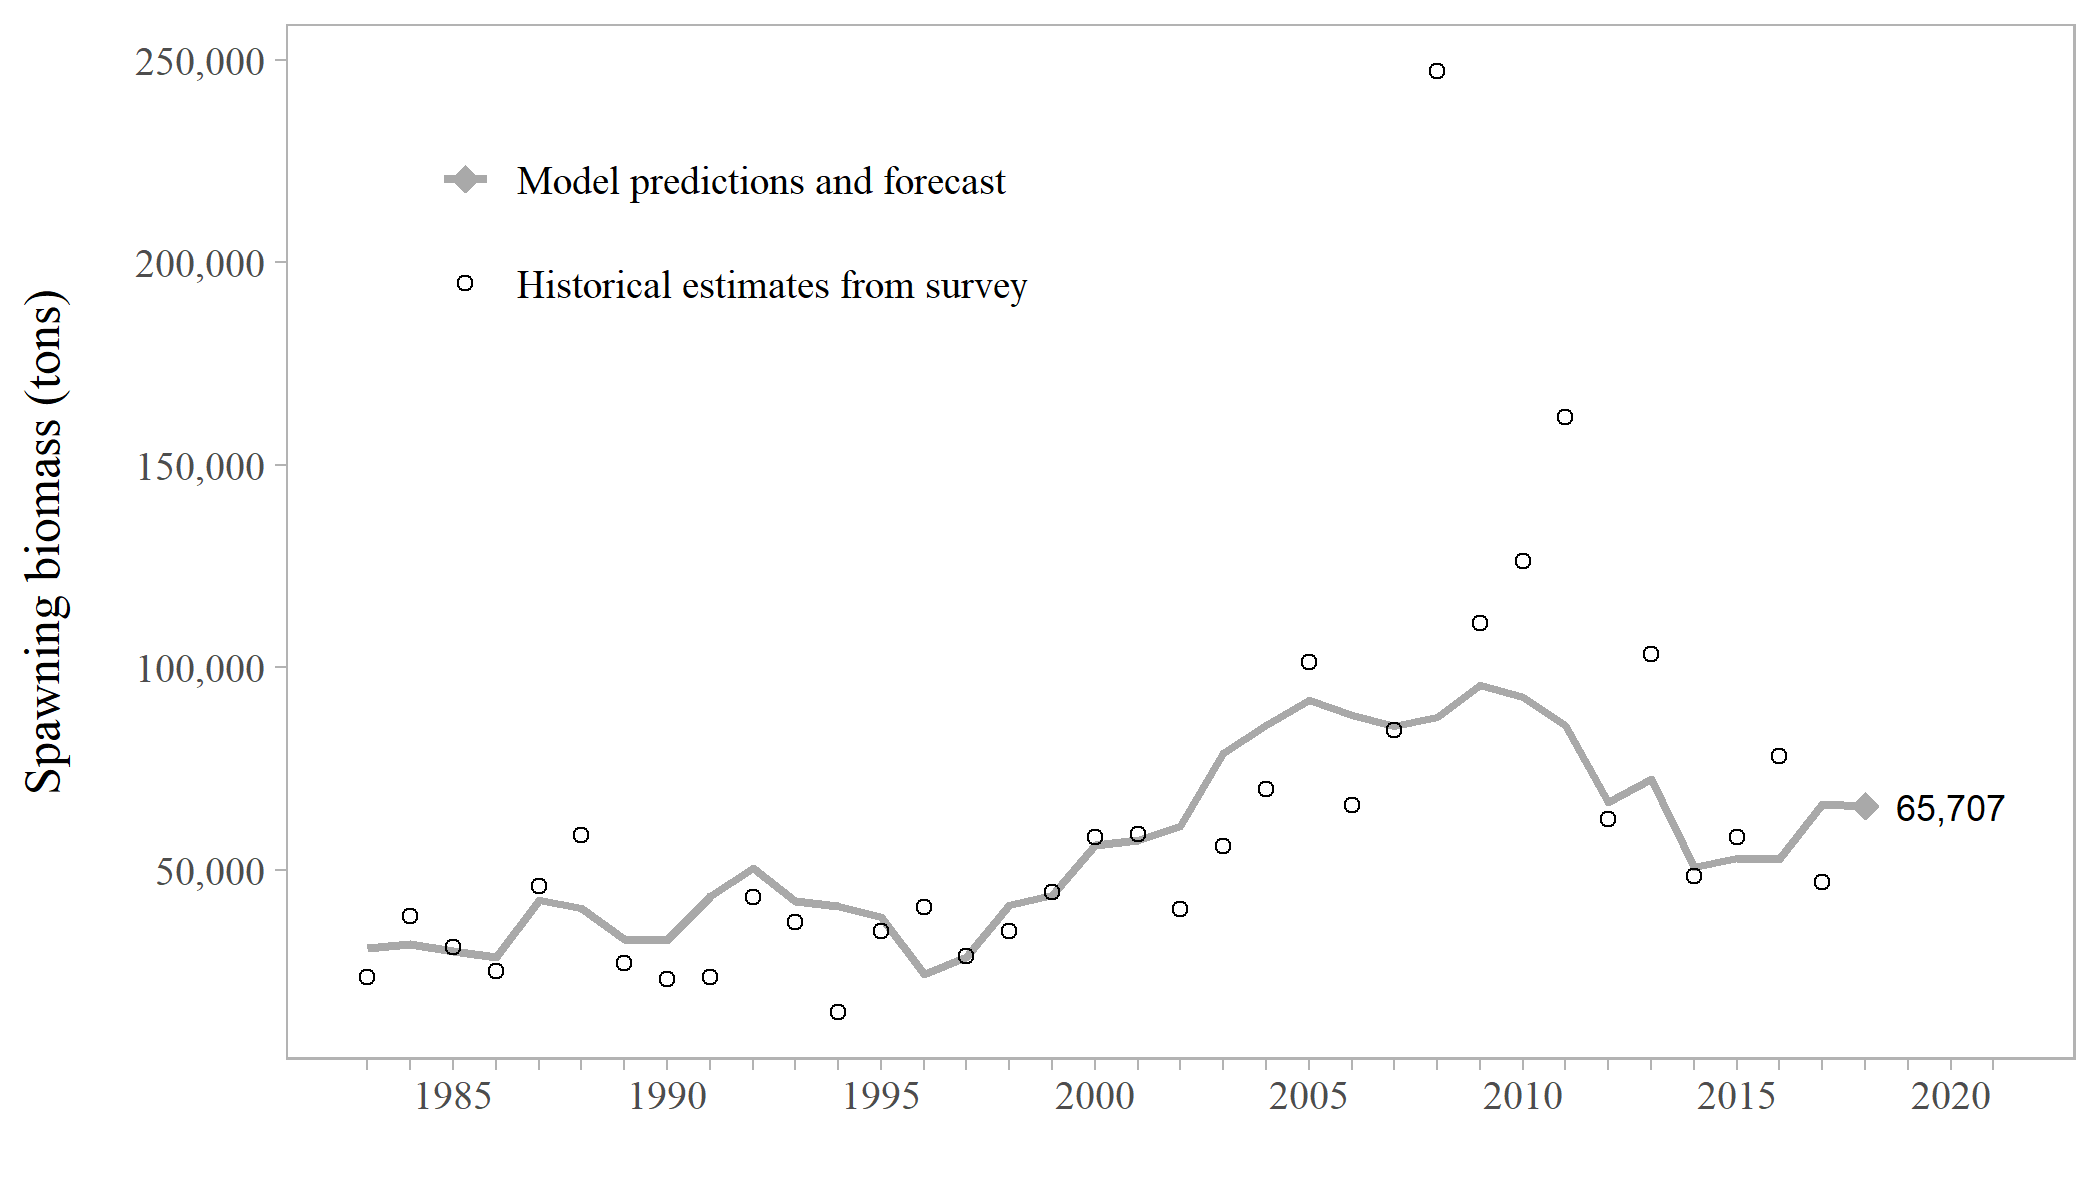 250,000
200,000
150,000
100,000
50,000
Spawning biomass (tons)
Model predictions and forecast
Historical estimates from survey
65,707
1985 1990 1995 2000 2005 2010 2015 2020